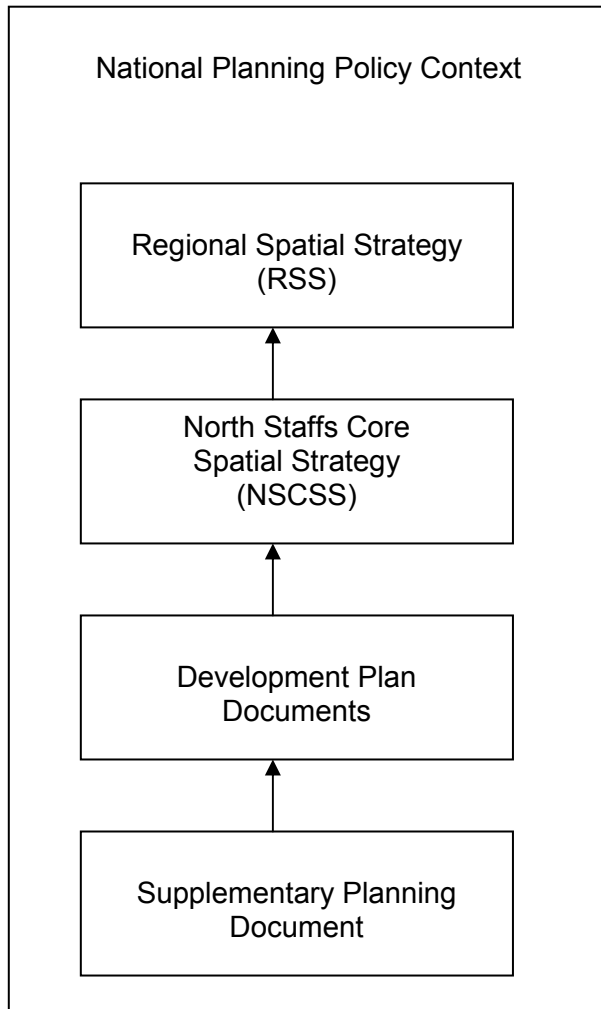 National Planning Policy Context
Regional Spatial Strategy
(RSS)
North Staffs Core
Spatial Strategy
(NSCSS)
Development Plan
Documents
Supplementary Planning
Document